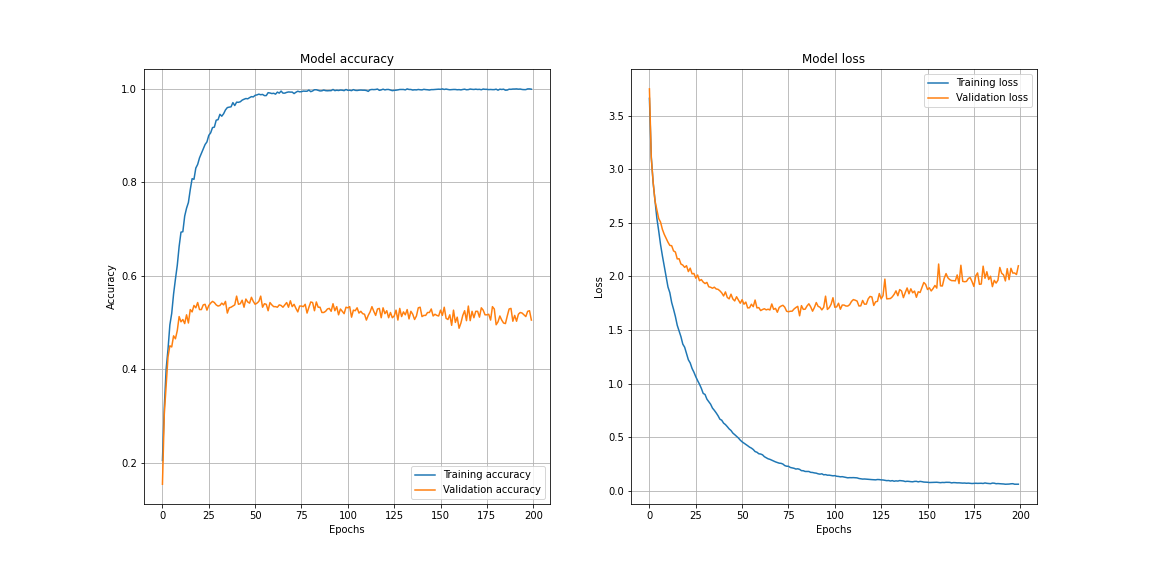 Model accuracy
1.0
0.8
0.6
0.4
0.2
Accuracy
0 25 50 75 100 125 150 175 200
Epochs
Training accuracy
Validation accuracy
Model loss
3.5
3.0
2.5
2.0
1.5
1.0
0.5
0.0
Loss
0 25 50 75 100 125 150 175 200
Epochs
Training loss
Validation loss